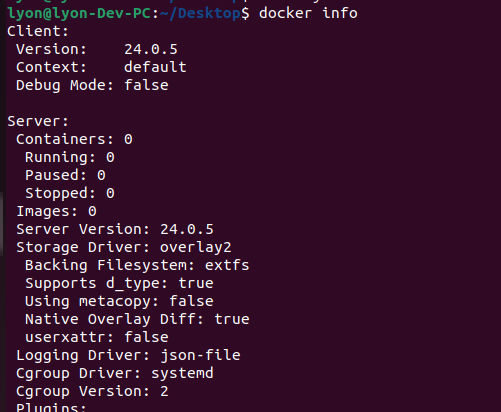 lyon@lyon-Dev-PC:~/Desktop$ docker info
Client:
 Version:    24.0.5
 Context:    default
 Debug Mode: false

Server:
 Containers: 0
  Running: 0
  Paused: 0
  Stopped: 0
 Images: 0
 Server Version: 24.0.5
 Storage Driver: overlay2
  Backing Filesystem: extfs
  Supports d_type: true
  Using metacopy: false
  Native Overlay Diff: true
  userxattr: false
 Logging Driver: json-file
 Cgroup Driver: systemd
 Cgroup Version: 2
 Plugins: